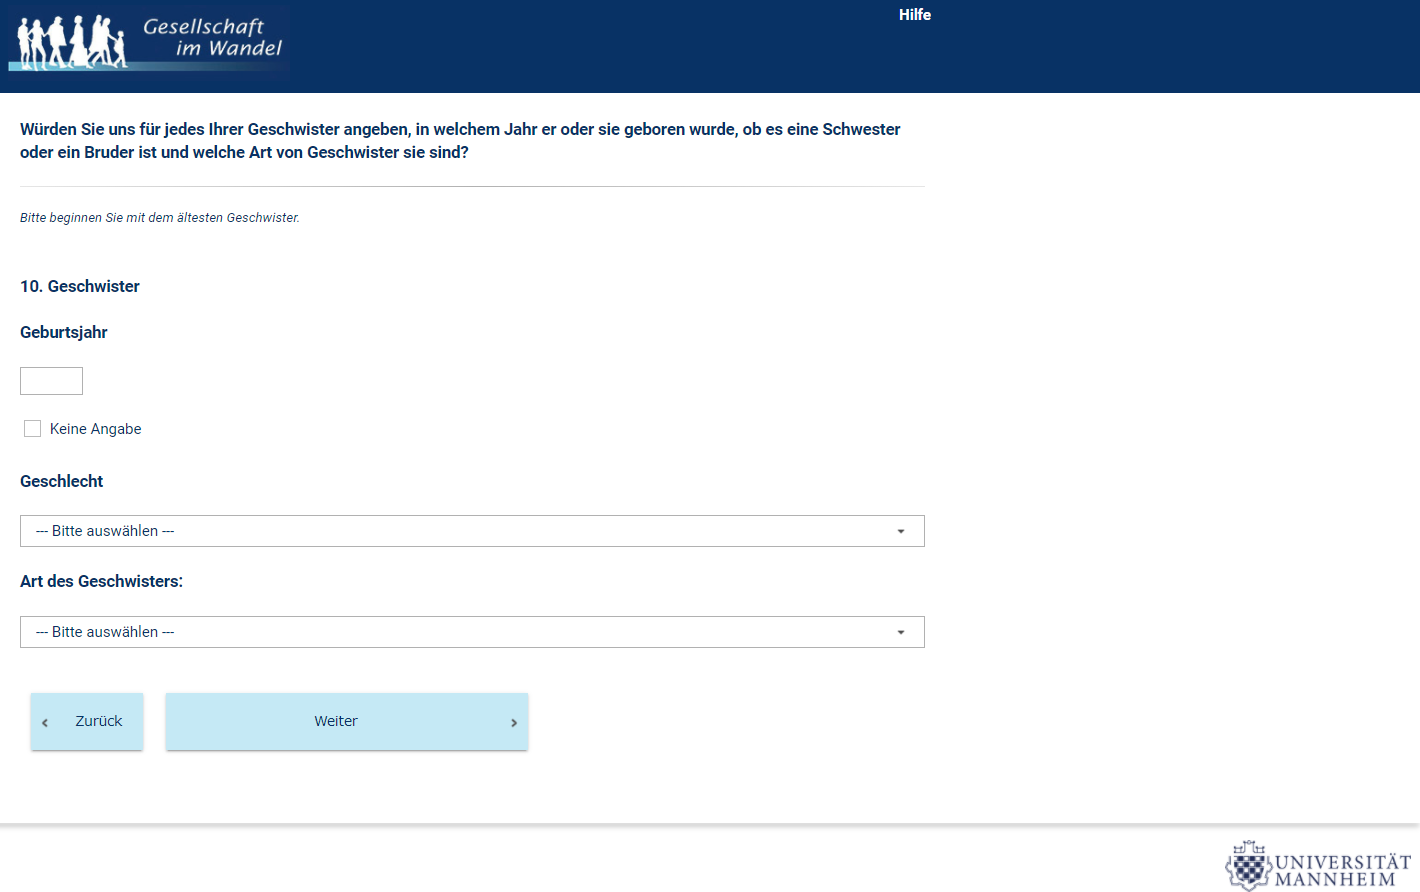 Gesellschaft
im Wandel
Hilfe
Würden Sie uns für jedes Ihrer Geschwister angeben, in welchem Jahr er oder sie geboren wurde, ob es eine Schwester
oder ein Bruder ist und welche Art von Geschwister sie sind?
Bitte beginnen Sie mit dem ältesten Geschwister.
10. Geschwister
Geburtsjahr
Keine Angabe
Geschlecht
--- Bitte auswählen ---
Art des Geschwisters:
--- Bitte auswählen ---
Zurück
Weiter
UNIVERSITÄT
MANNHEIM